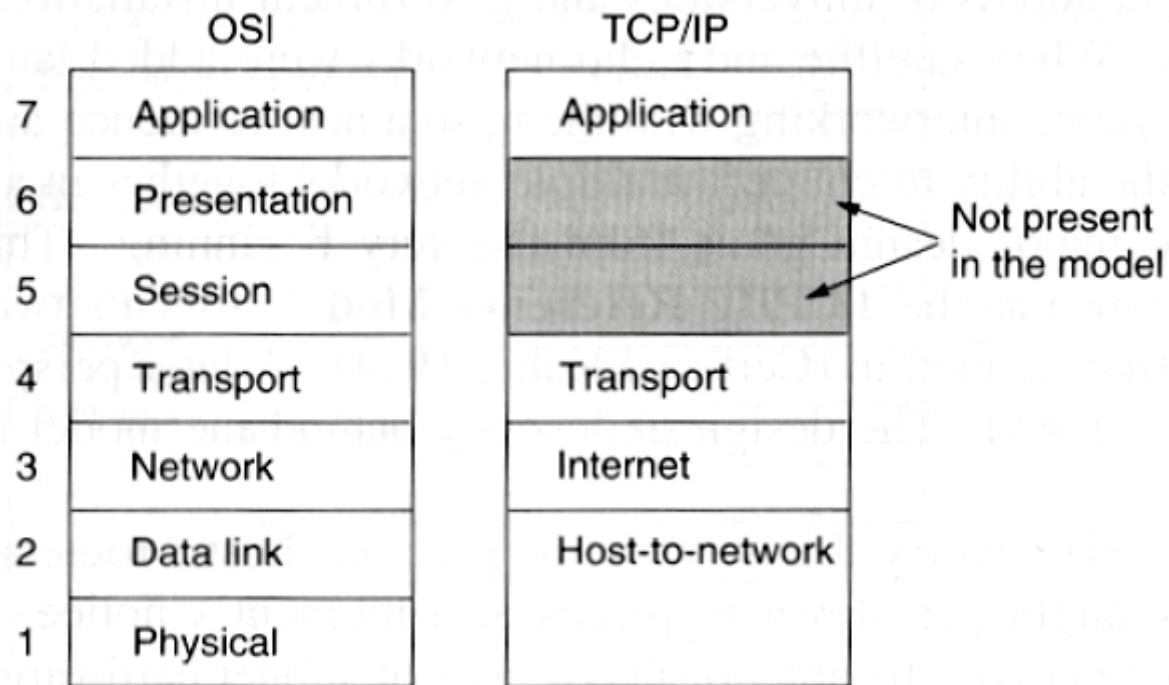 OSI
TCP/IP
7 Application
Application
6 Presentation
5 Session
Not present
in the model
4 Transport
Transport
3 Network
Internet
2 Data link
Host-to-network
1 Physical